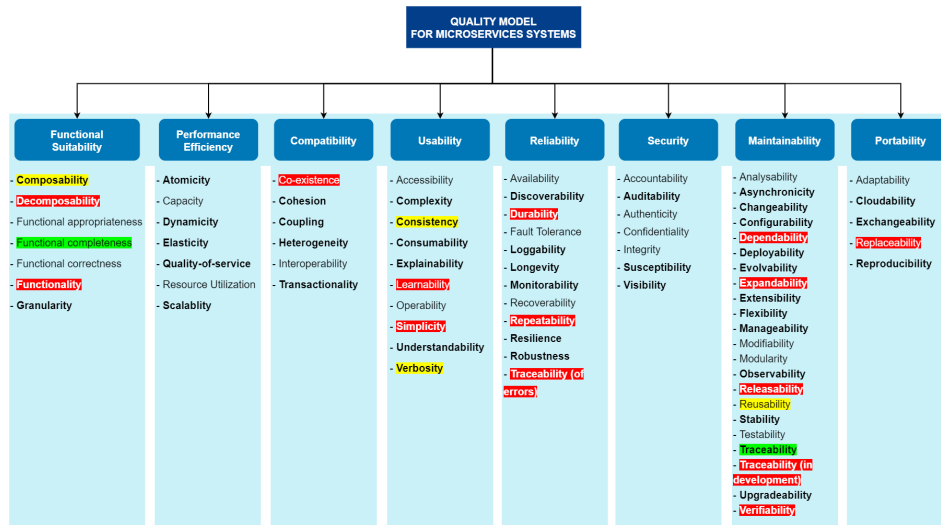 QUALITY MODEL
FOR MICROSERVICES SYSTEMS
Functional
Suitability
- Composability
- Decomposability
- Functional appropriateness
- Functional completeness
- Functional correctness
- Functionality
- Granularity
Performance
Efficiency
- Atomicity
- Capacity
- Dynamicity
- Elasticity
- Quality-of-service
- Resource Utilization
- Scalablity
Compatibility
- Co-existence
- Cohesion
- Coupling
- Heterogeneity
- Interoperability
- Transactionality
Usability
- Accessibility
- Complexity
- Consistency
- Consumability
- Explainability
- Learnability
- Operability
- Simplicity
- Understandability
- Verbosity
Reliability
- Availability
- Discoverability
- Durability
- Fault Tolerance
- Loggability
- Longevity
- Monitorability
- Recoverability
- Repeatability
- Resilience
- Robustness
- Traceability (of
errors)
Security
- Accountability
- Auditability
- Authenticity
- Confidentiality
- Integrity
- Susceptibility
- Visibility
Maintainability
- Analysability
- Asynchronicity
- Changeability
- Configurability
- Dependability
- Deployability
- Evolvability
- Expandability
- Extensibility
- Flexibility
- Manageability
- Modifiability
- Modularity
- Observability
- Releasability
- Reusability
- Stability
- Testability
- Traceability
- Traceability (in
development)
- Upgradeability
- Verifiability
Portability
- Adaptability
- Cloudability
- Exchangeability
- Replaceability
- Reproducibility